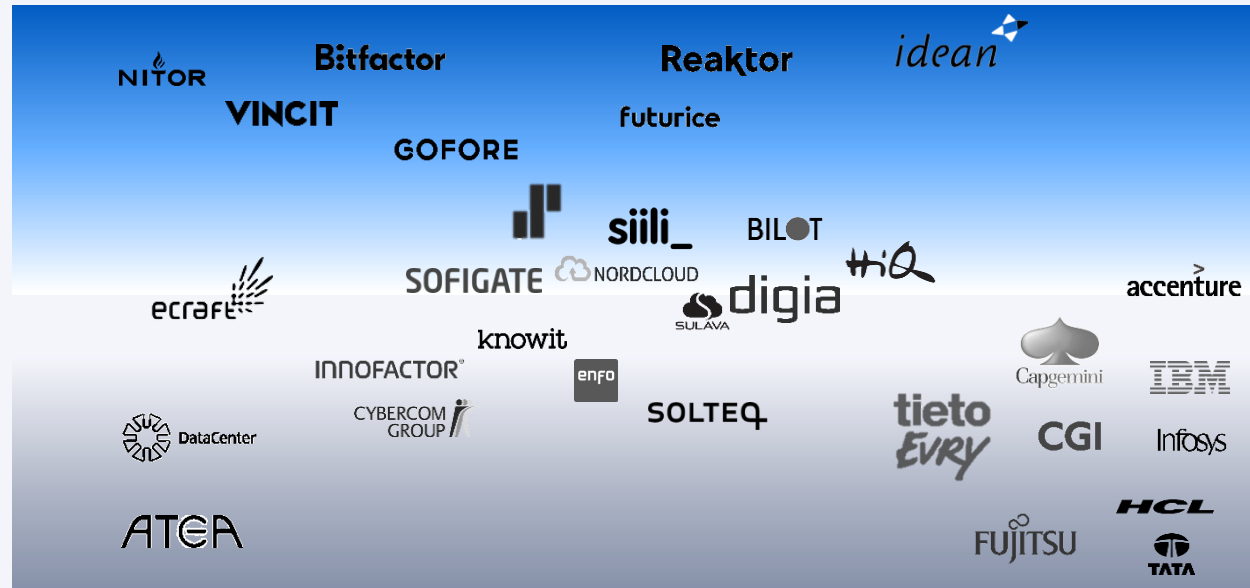 NITOR
Bitfactor
Reaktor
idean
VINCIT
futurice
GOFORE
siili_
BILOT
HiQ
SOFIGATE
NORDCLOUD
digia
accenture
ecraft
SULAVA
knowit
INNOFACTOR®
enfo
Capgemini
IBM
CYBERCOM
GROUP
SOLTEQ
tieto
EVRY
CGI
Infosys
DataCenter
ATEA
FUJITSU
HCL
TATA